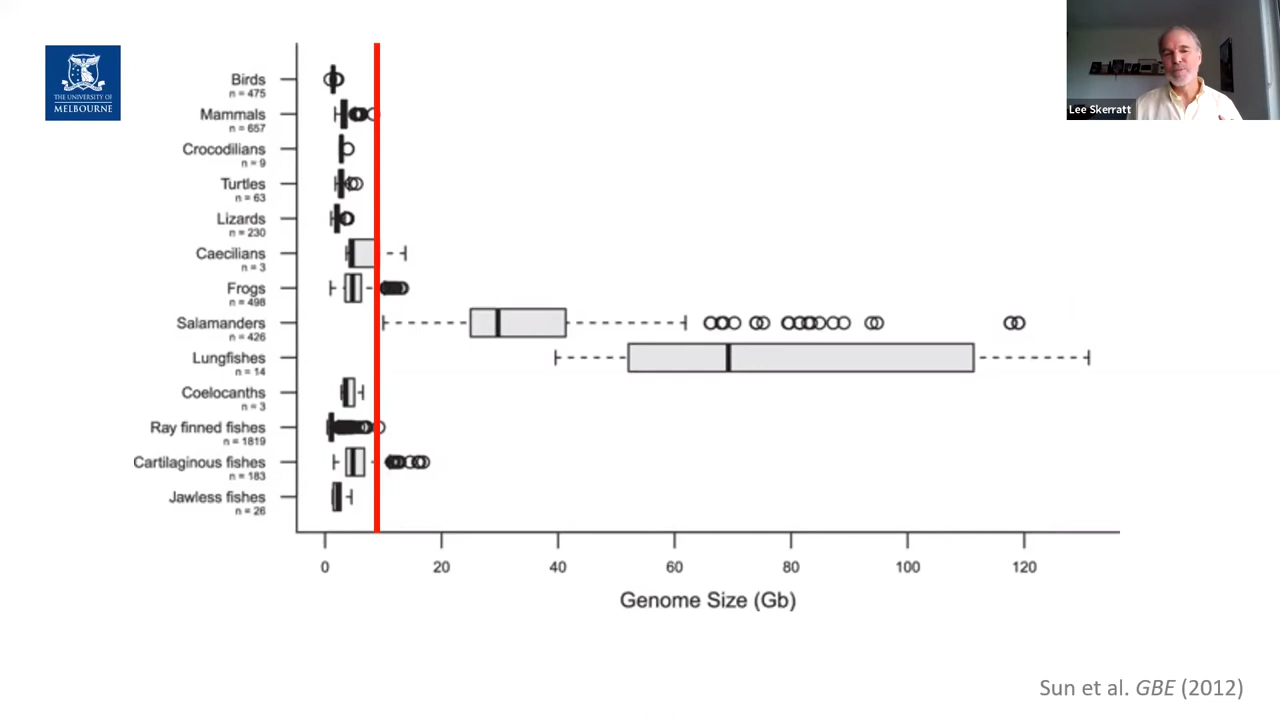 THE UNIVERSITY OF
MELBOURNE
Lee Skerratt
Birds
n = 475
Mammals
n = 657
Crocodilians
n = 9
Turtles
n = 63
Lizards
n = 230
Caecilians
n = 3
Frogs
n = 498
Salamanders
n = 426
Lungfishes
n = 14
Coelocanths
n = 3
Ray finned fishes
n = 1819
Cartilaginous fishes
n = 183
Jawless fishes
n = 26
0 20 40 60 80 100 120
Genome Size (Gb)
Sun et al. GBE (2012)